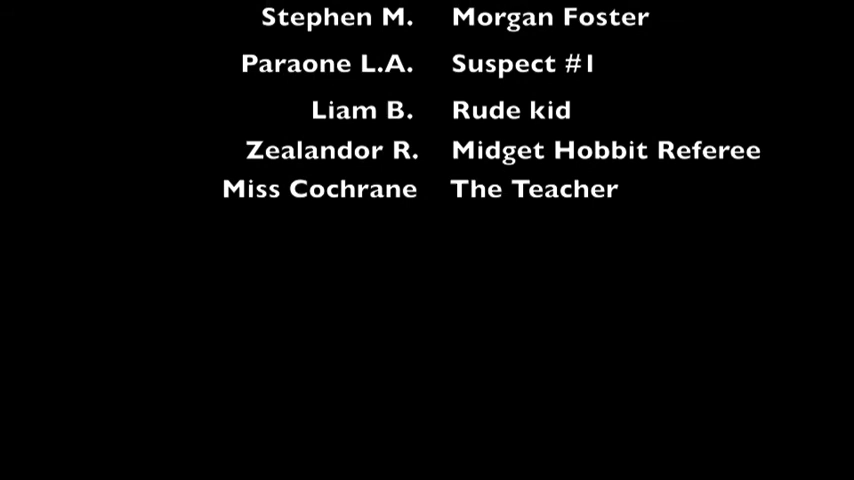 Stephen M. Morgan Foster
Paraone L.A. Suspect #1
Liam B. Rude kid
Zealandor R. Midget Hobbit Referee
Miss Cochrane The Teacher